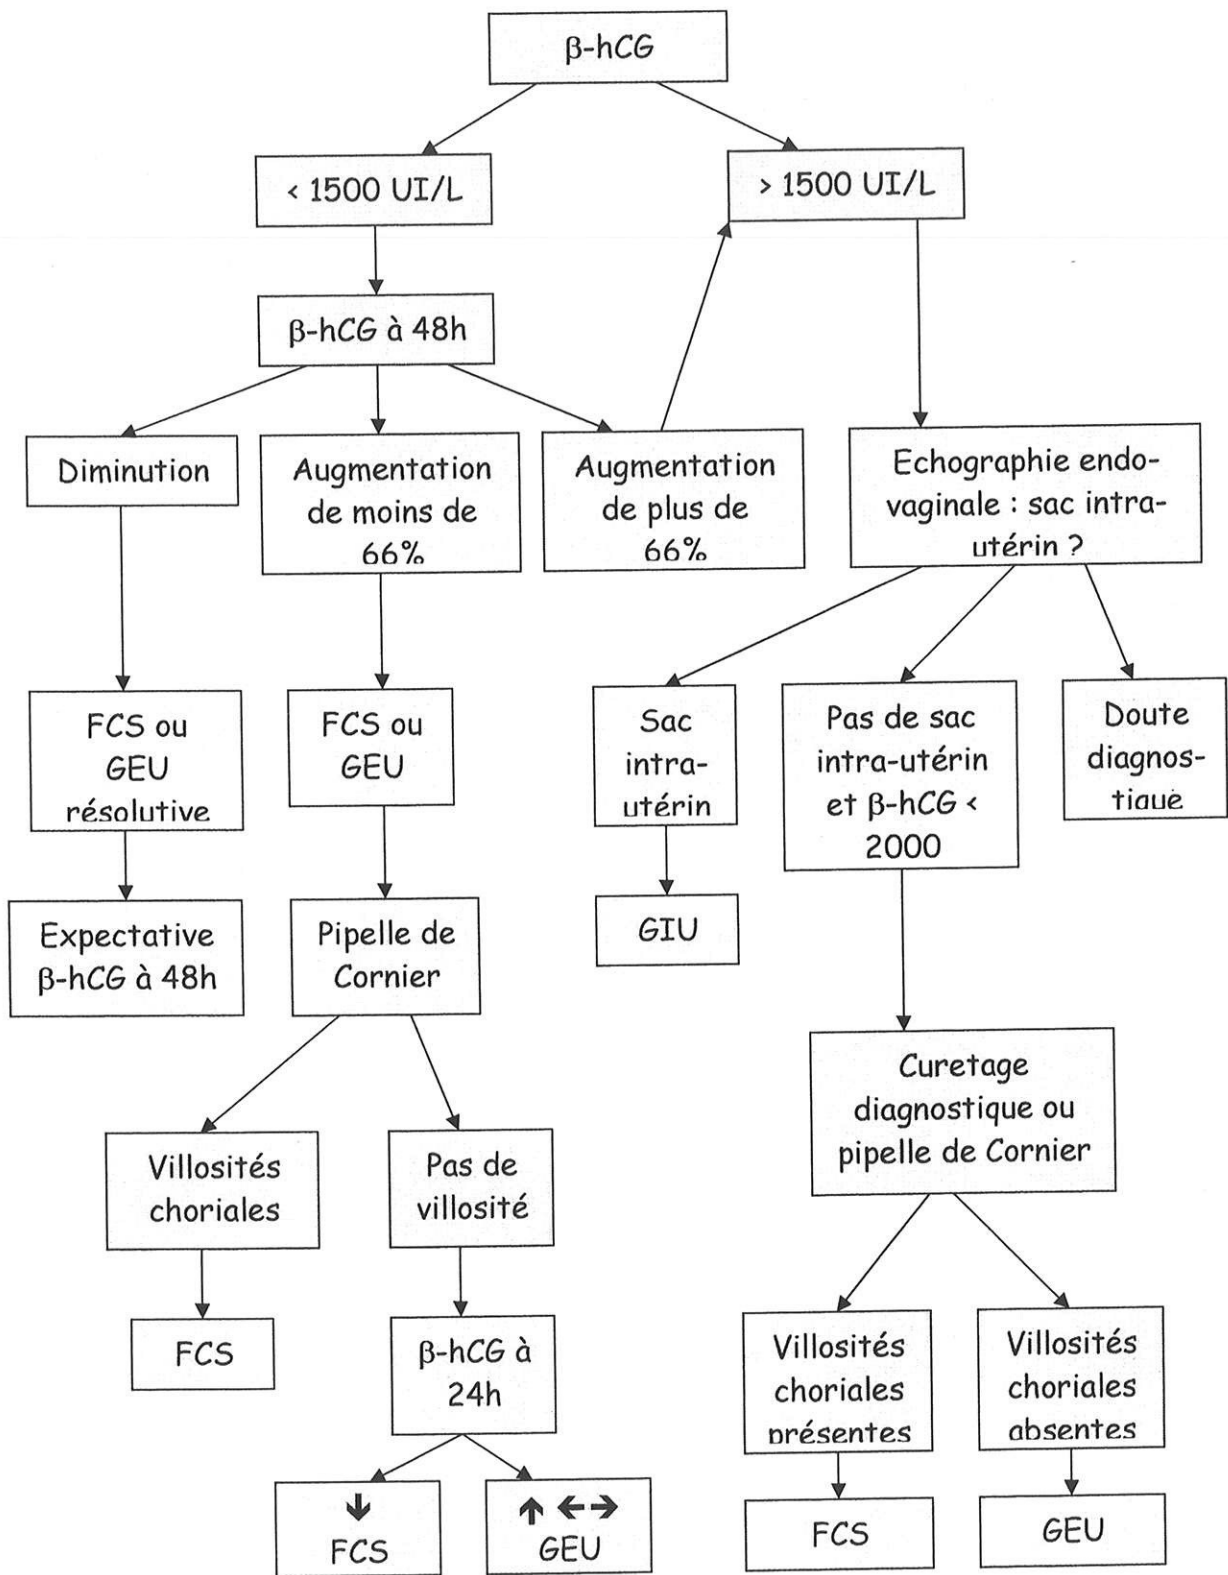 β-hCG
< 1500 UI/L
> 1500 UI/L
β-hCG à 48h
Diminution
Augmentation
de moins de
66%
Augmentation
de plus de
66%
Echographie endo-
vaginale : sac intra-
utérin ?
FCS ou
GEU
résolutive
FCS ou
GEU
Sac
intra-
utérin
Pas de sac
intra-utérin
et β-hCG <
2000
Doute
diagnos-
tique
Expectative
β-hCG à 48h
Pipelle de
Cornier
GIU
Curetage
diagnostique ou
pipelle de Cornier
Villosités
choriales
Pas de
villosité
FCS
β-hCG à
24h
Villosités
choriales
présentes
Villosités
choriales
absentes
↓
FCS
↑ ↔
GEU
FCS
GEU